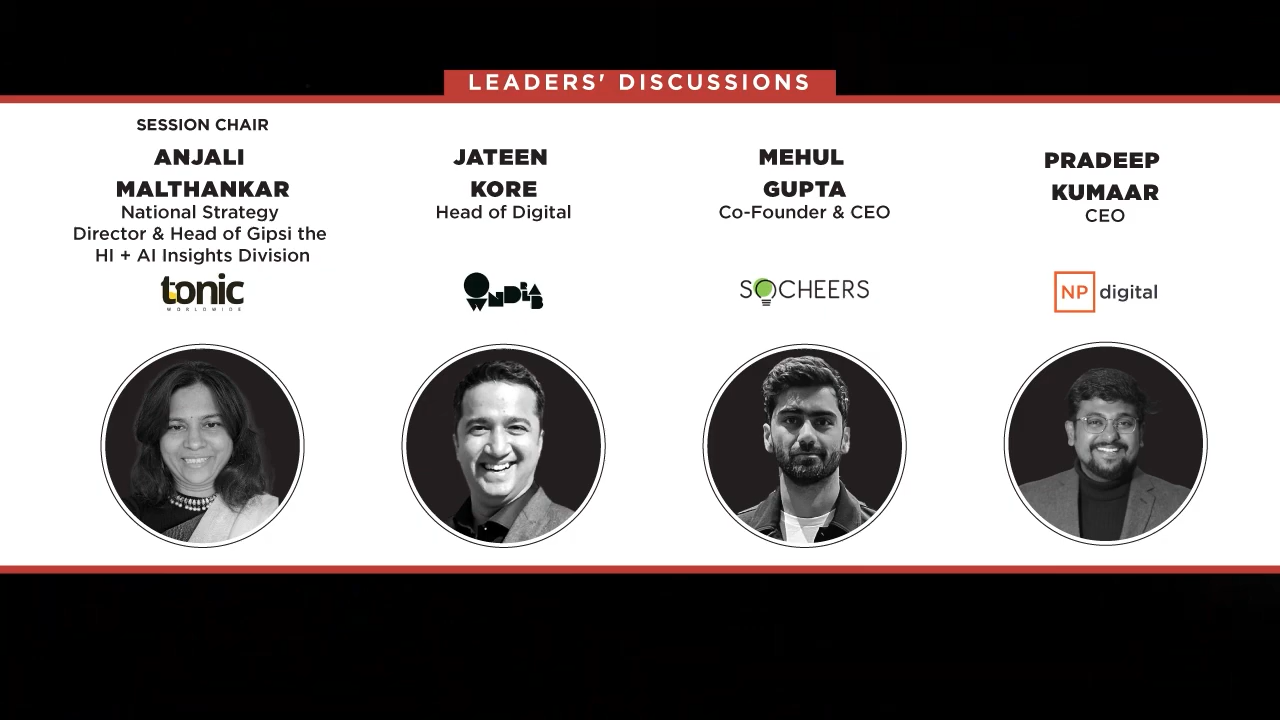 LEADERS' DISCUSSIONS
SESSION CHAIR
ANJALI
MALTHANKAR
National Strategy
Director & Head of Gipsi the
HI + AI Insights Division
tonic
WORLDWIDE
JATEEN
KORE
Head of Digital
MEHUL
GUPTA
Co-Founder & CEO
SOCHEERS
PRADEEP
KUMAAR
CEO
NP digital